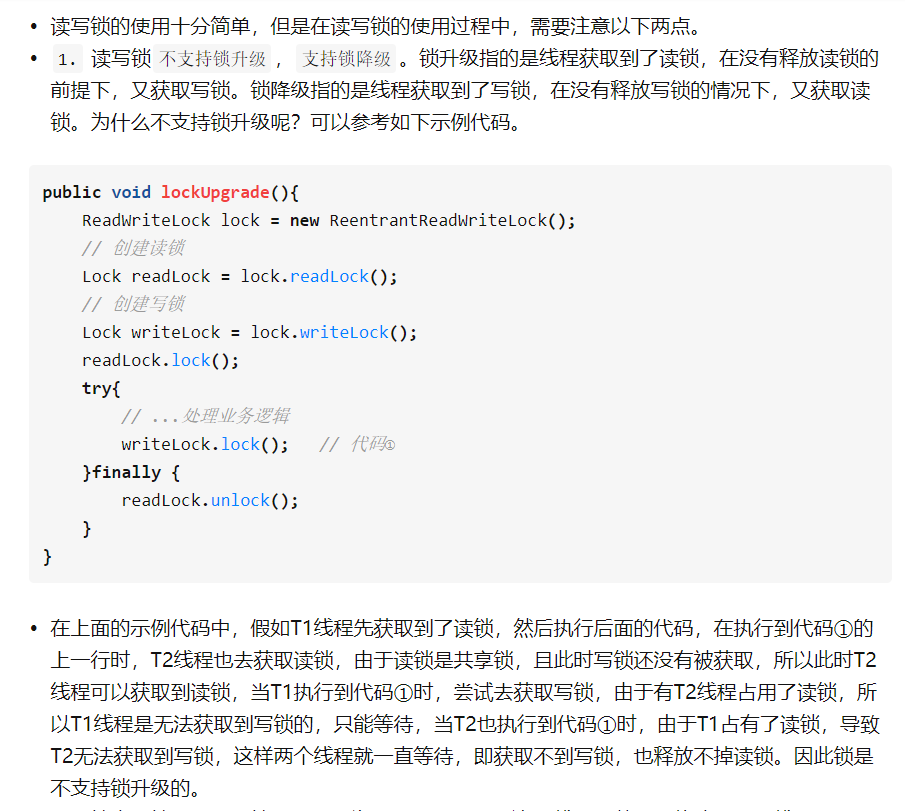 • 读写锁的使用十分简单，但是在读写锁的使用过程中，需要注意以下两点。
• 1. 读写锁 不支持锁升级 ， 支持锁降级 。锁升级指的是线程获取到了读锁，在没有释放读锁的
前提下，又获取写锁。锁降级指的是线程获取到了写锁，在没有释放写锁的情况下，又获取读
锁。为什么不支持锁升级呢？可以参考如下示例代码。
public void lockUpgrade(){
    ReadWriteLock lock = new ReentrantReadWriteLock();
    // 创建读锁
    Lock readLock = lock.readLock();
    // 创建写锁
    Lock writeLock = lock.writeLock();
    readLock.lock();
    try{
        // ...处理业务逻辑
        writeLock.lock();   // 代码①
    }finally {
        readLock.unlock();
    }
}
• 在上面的示例代码中，假如T1线程先获取到了读锁，然后执行后面的代码，在执行到代码①的
上一行时，T2线程也去获取读锁，由于读锁是共享锁，且此时写锁还没有被获取，所以此时T2
线程可以获取到读锁，当T1执行到代码①时，尝试去获取写锁，由于有T2线程占用了读锁，所
以T1线程是无法获取到写锁的，只能等待，当T2也执行到代码①时，由于T1占有了读锁，导致
T2无法获取到写锁，这样两个线程就一直等待，即获取不到写锁，也释放不掉读锁。因此锁是
不支持锁升级的。